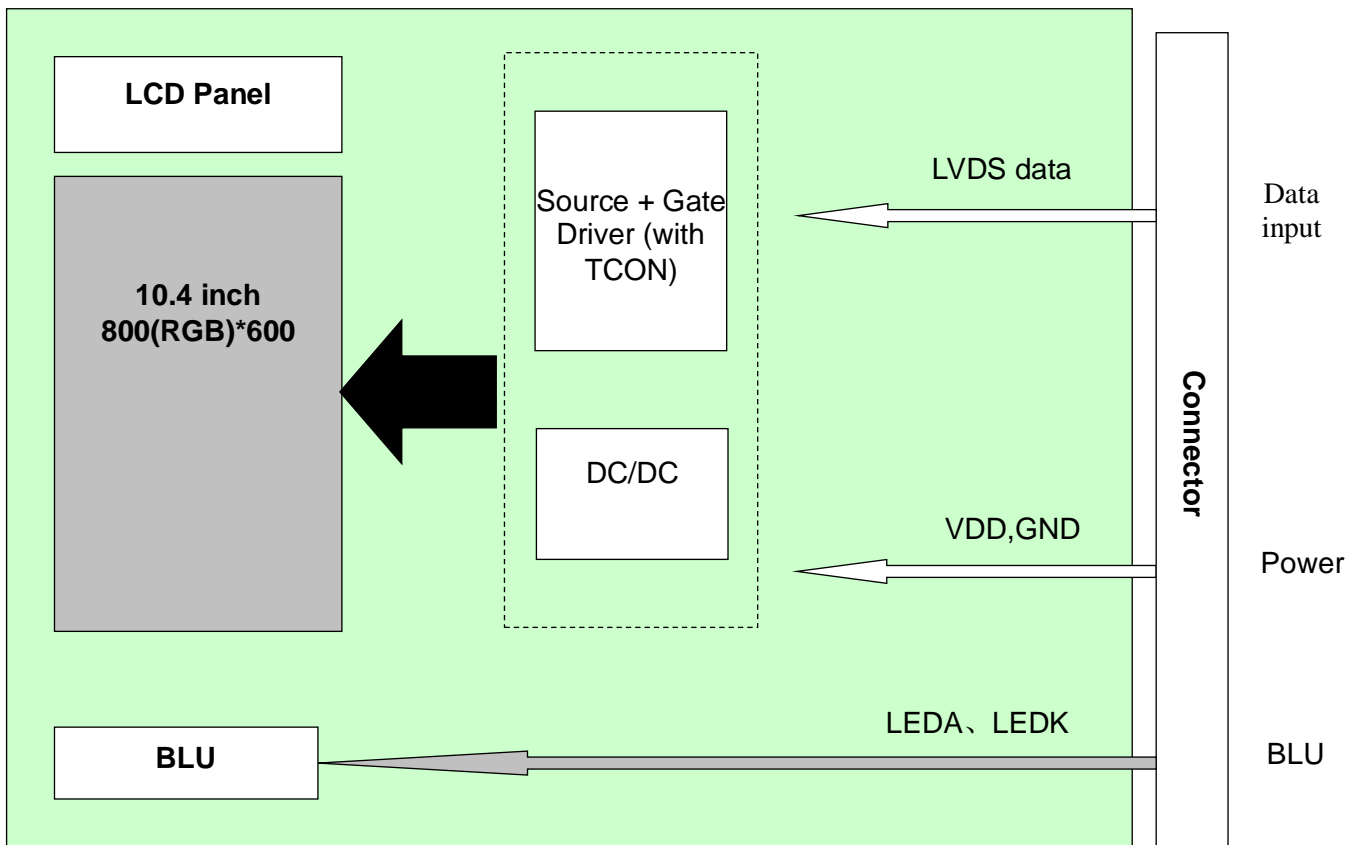 LCD Panel
10.4 inch
800(RGB)*600
Source + Gate
Driver (with
TCON)
DC/DC
LVDS data
VDD,GND
LEDA、LEDK
BLU
Connector
Data
input
Power
BLU